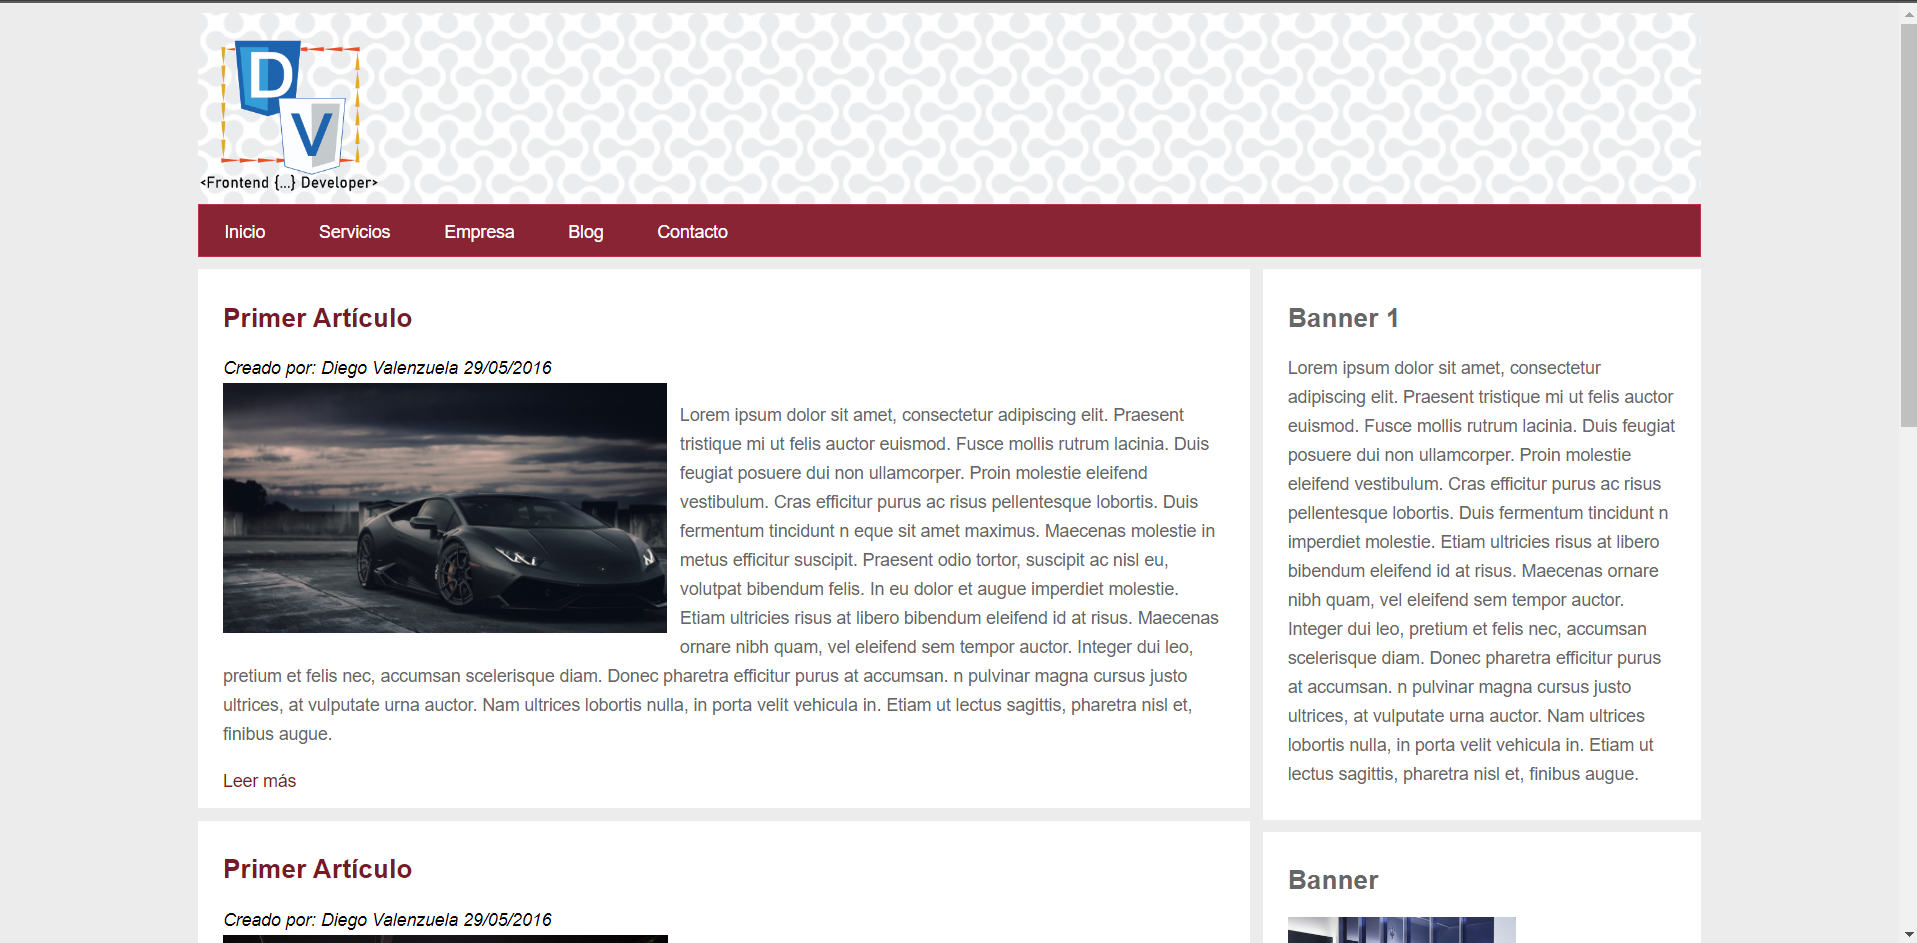 D
V
<Frontend {...} Developer>
Inicio Servicios Empresa Blog Contacto
Primer Artículo
Creado por: Diego Valenzuela 29/05/2016
Lorem ipsum dolor sit amet, consectetur adipiscing elit. Praesent
tristique mi ut felis auctor euismod. Fusce mollis rutrum lacinia. Duis
feugiat posuere dui non ullamcorper. Proin molestie eleifend
vestibulum. Cras efficitur purus ac risus pellentesque lobortis. Duis
fermentum tincidunt n eque sit amet maximus. Maecenas molestie in
metus efficitur suscipit. Praesent odio tortor, suscipit ac nisl eu,
volutpat bibendum felis. In eu dolor et augue imperdiet molestie.
Etiam ultricies risus at libero bibendum eleifend id at risus. Maecenas
ornare nibh quam, vel eleifend sem tempor auctor. Integer dui leo,
pretium et felis nec, accumsan scelerisque diam. Donec pharetra efficitur purus at accumsan. n pulvinar magna cursus justo
ultrices, at vulputate urna auctor. Nam ultrices lobortis nulla, in porta velit vehicula in. Etiam ut lectus sagittis, pharetra nisl et,
finibus augue.
Leer más
Primer Artículo
Creado por: Diego Valenzuela 29/05/2016
Banner 1
Lorem ipsum dolor sit amet, consectetur
adipiscing elit. Praesent tristique mi ut felis auctor
euismod. Fusce mollis rutrum lacinia. Duis feugiat
posuere dui non ullamcorper. Proin molestie
eleifend vestibulum. Cras efficitur purus ac risus
pellentesque lobortis. Duis fermentum tincidunt n
imperdiet molestie. Etiam ultricies risus at libero
bibendum eleifend id at risus. Maecenas ornare
nibh quam, vel eleifend sem tempor auctor.
Integer dui leo, pretium et felis nec, accumsan
scelerisque diam. Donec pharetra efficitur purus
at accumsan. n pulvinar magna cursus justo
ultrices, at vulputate urna auctor. Nam ultrices
lobortis nulla, in porta velit vehicula in. Etiam ut
lectus sagittis, pharetra nisl et, finibus augue.
Banner